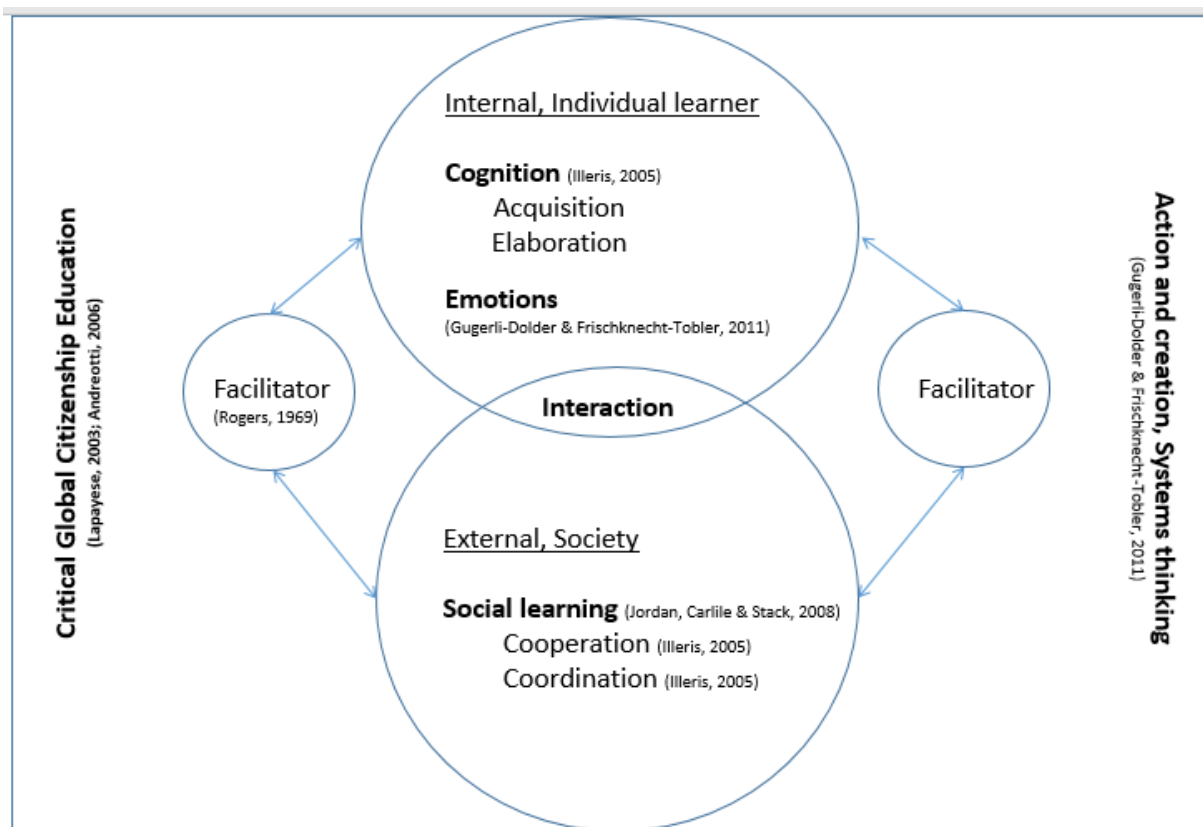 Internal, Individual learner
Cognition (Illeris, 2005)
Acquisition
Elaboration
Emotions
(Gugerli-Dolder & Frischknecht-Tobler, 2011)
Interaction
External, Society
Social learning (Jordan, Carlile & Stack, 2008)
Cooperation (Illeris, 2005)
Coordination (Illeris, 2005)
Facilitator
(Rogers, 1969)
Facilitator
Critical Global Citizenship Education
(Lapayese, 2003; Andreotti, 2006)
Action and creation, Systems thinking
(Gugerli-Dolder & Frischknecht-Tobler, 2011)